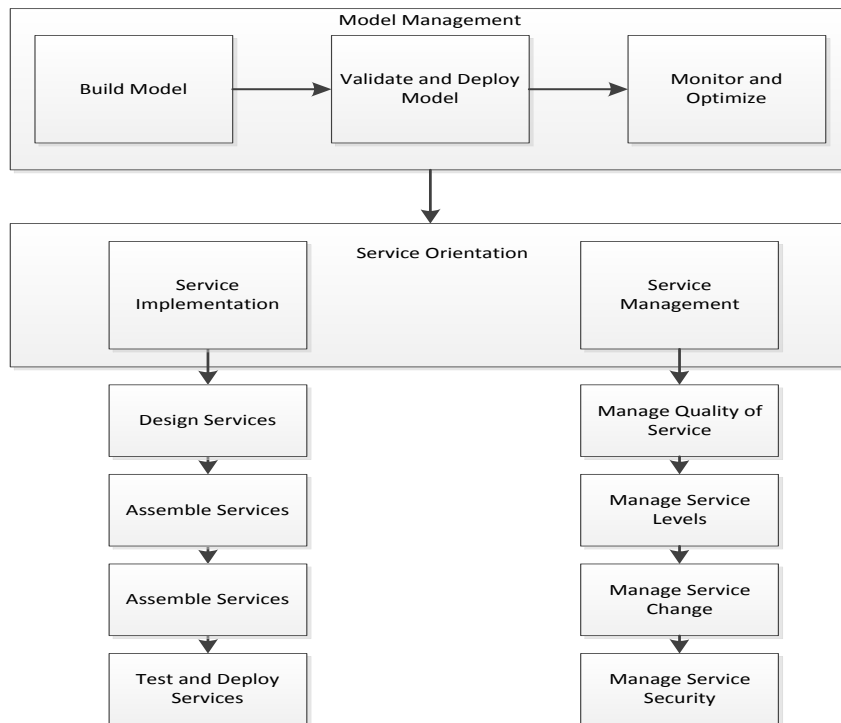 Model Management
Build Model
Validate and Deploy
Model
Monitor and
Optimize
Service Orientation
Service
Implementation
Service
Management
Design Services
Manage Quality of
Service
Assemble Services
Manage Service
Levels
Assemble Services
Manage Service
Change
Test and Deploy
Services
Manage Service
Security